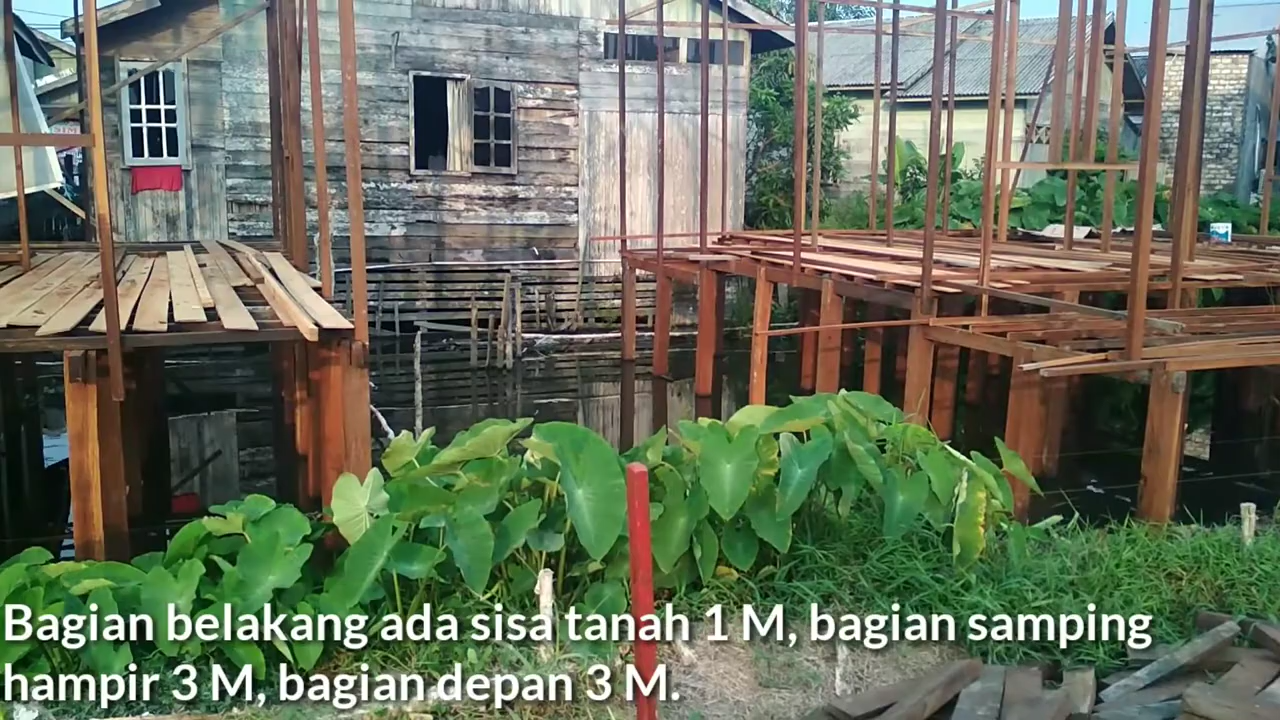 Bagian belakang ada sisa tanah 1 M, bagian samping
hampir 3 M, bagian depan 3 M.